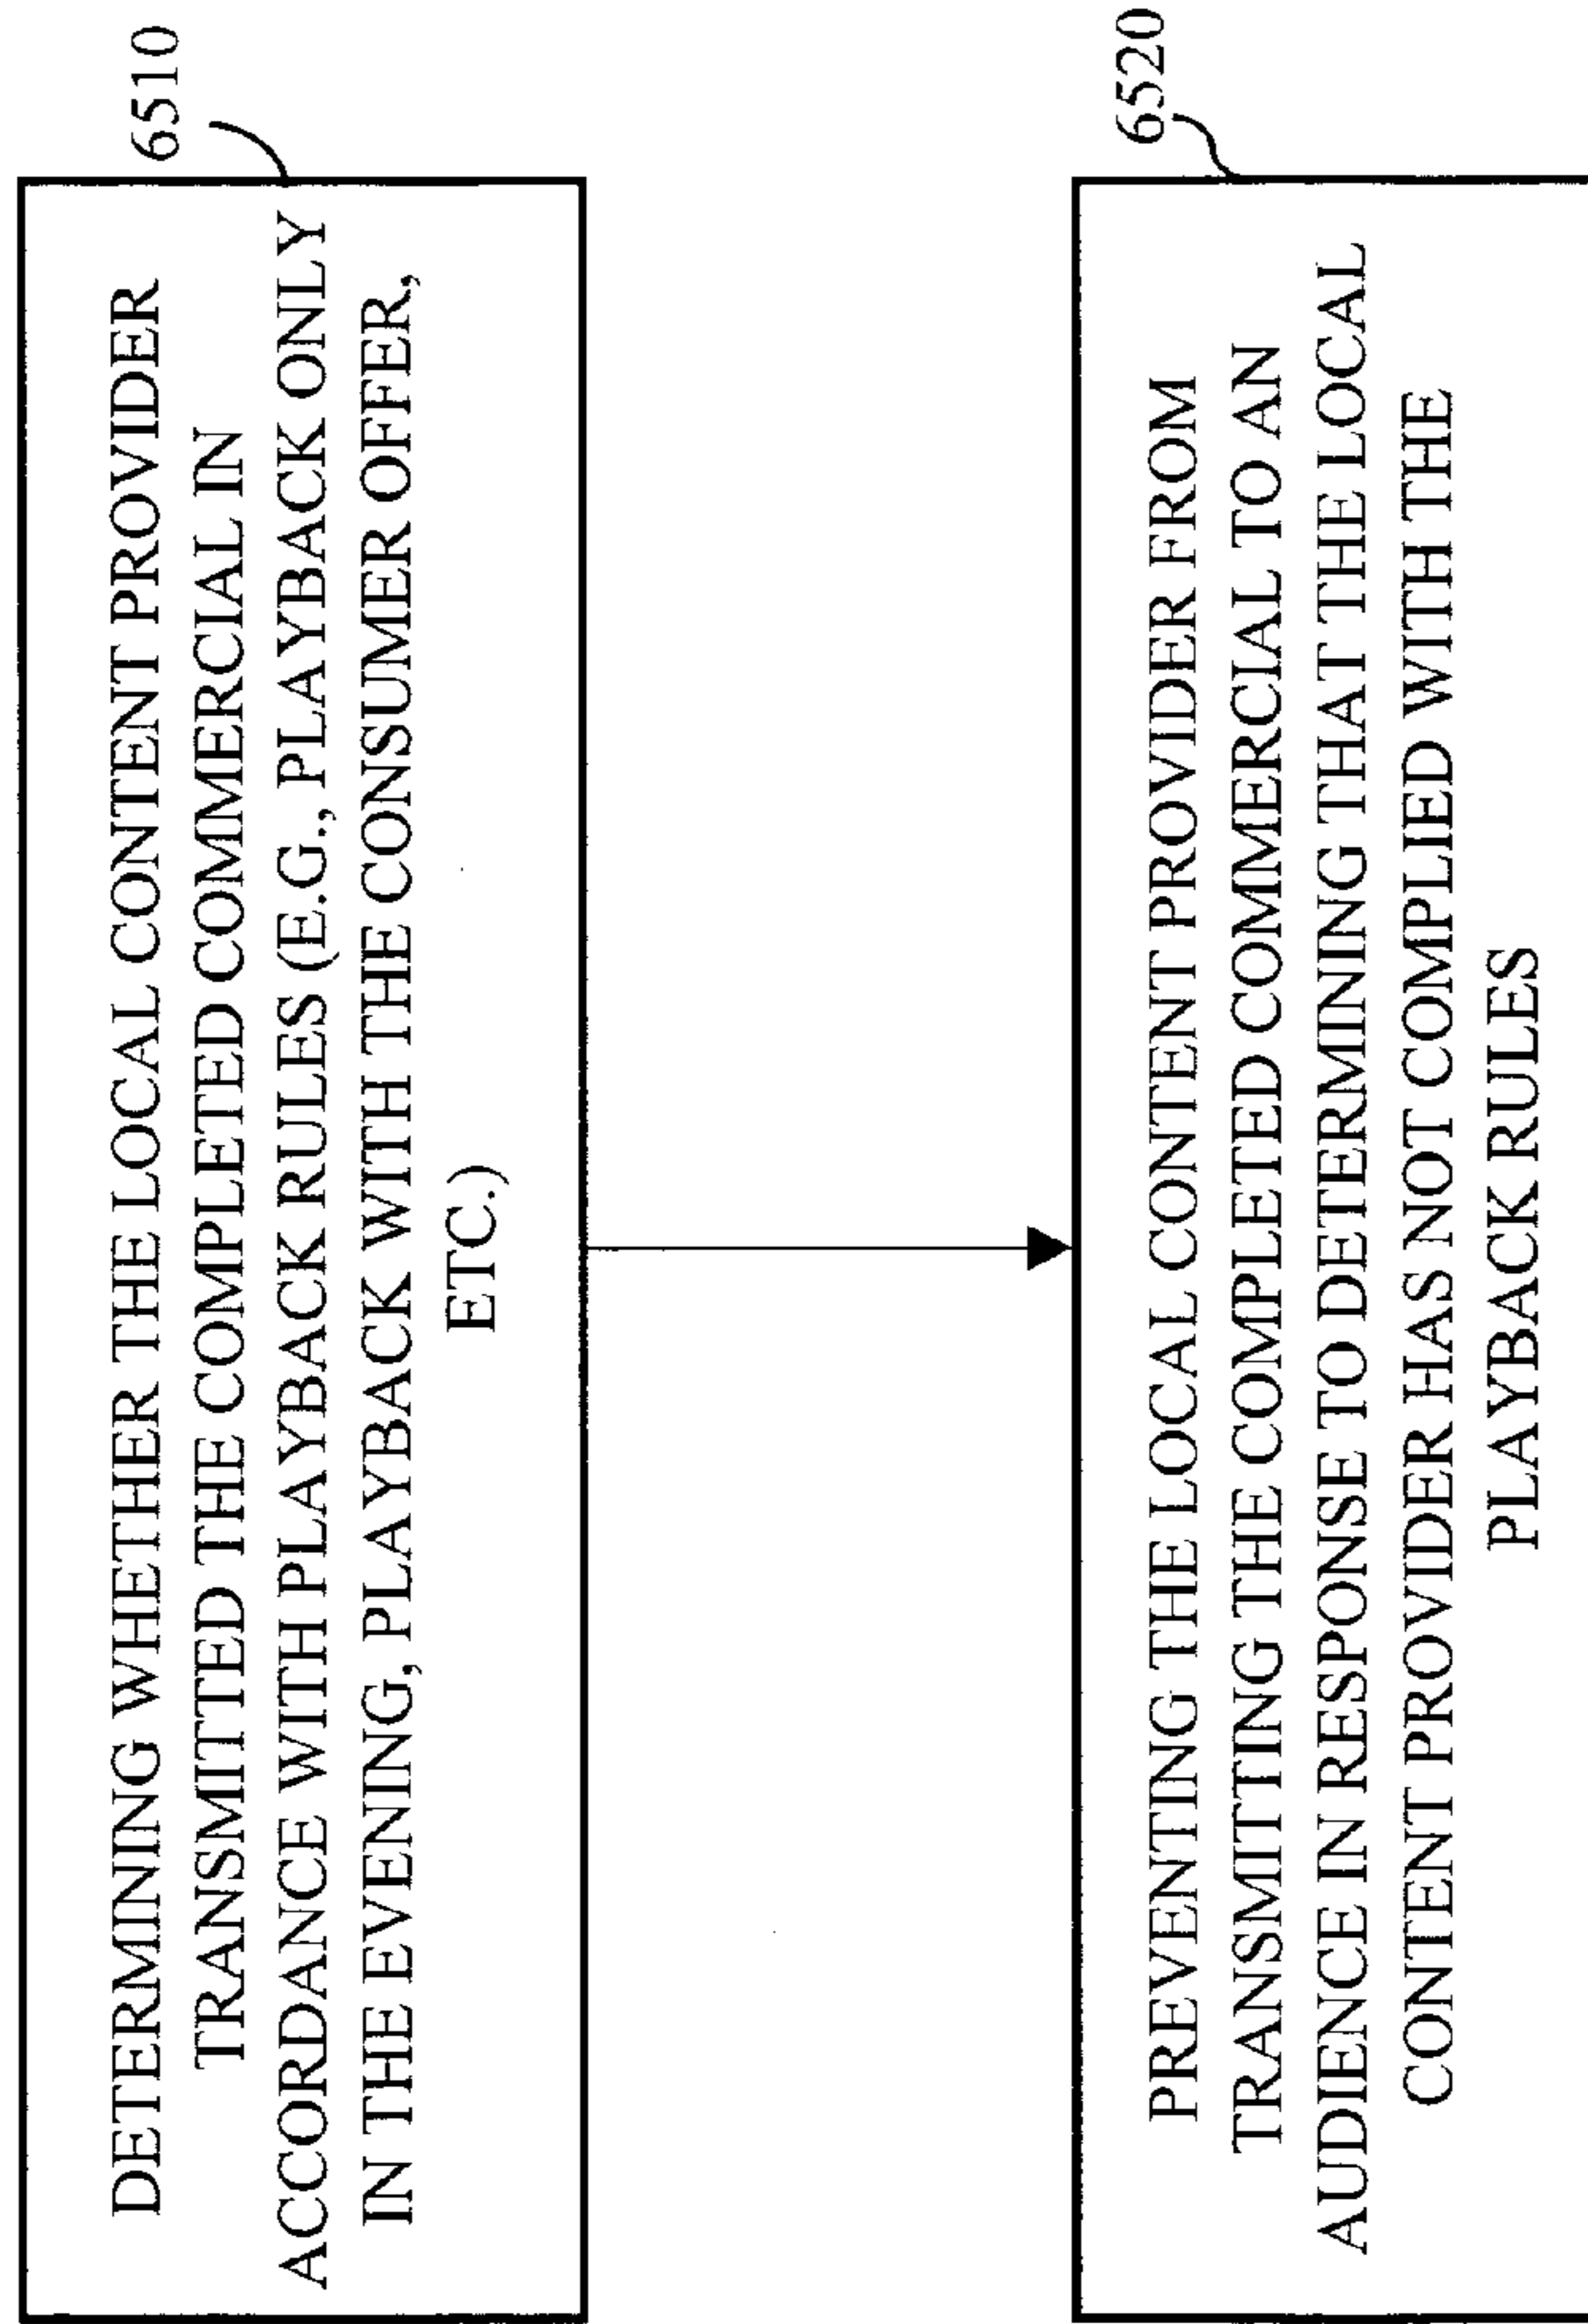 6510
DETERMINING WHETHER THE LOCAL CONTENT PROVIDER
TRANSMITTED THE COMPLETED COMMERCIAL IN
ACCORDANCE WITH PLAYBACK RULES (E.G., PLAYBACK ONLY
IN THE EVENING, PLAYBACK WITH THE CONSUMER OFFER,
ETC.)
6520
PREVENTING THE LOCAL CONTENT PROVIDER FROM
TRANSMITTING THE COMPLETED COMMERCIAL TO AN
AUDIENCE IN RESPONSE TO DETERMINING THAT THE LOCAL
CONTENT PROVIDER HAS NOT COMPLIED WITH THE
PLAYBACK RULES